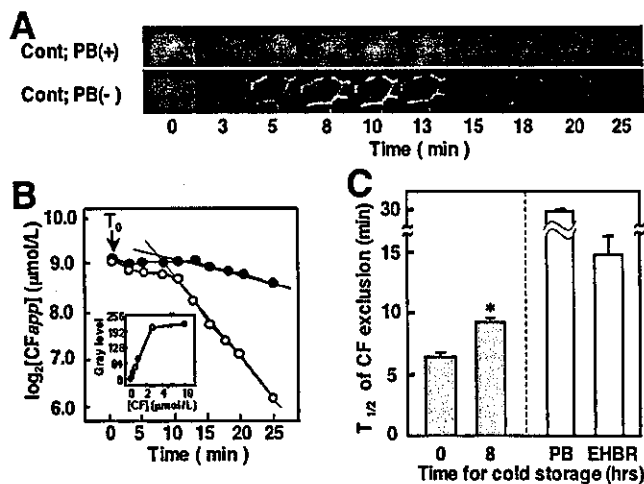 A
Cont; PB(+)
Cont; PB(-)
0 3 5 8 10 13 15 18 20 25
Time ( min )
B
10.0
9.0
8.0
7.0
6.0
log2[CFapp] (μmol/L)
T0
256
192
128
64
0
Gray level
0 2 4 6 8 10
[CF] (μmol/L)
0 5 10 15 20 25
Time ( min )
C
30
15
10
5
0
T1/2 of CF exclusion (min)
*
0 8 PB EHBR
Time for cold storage (hrs)